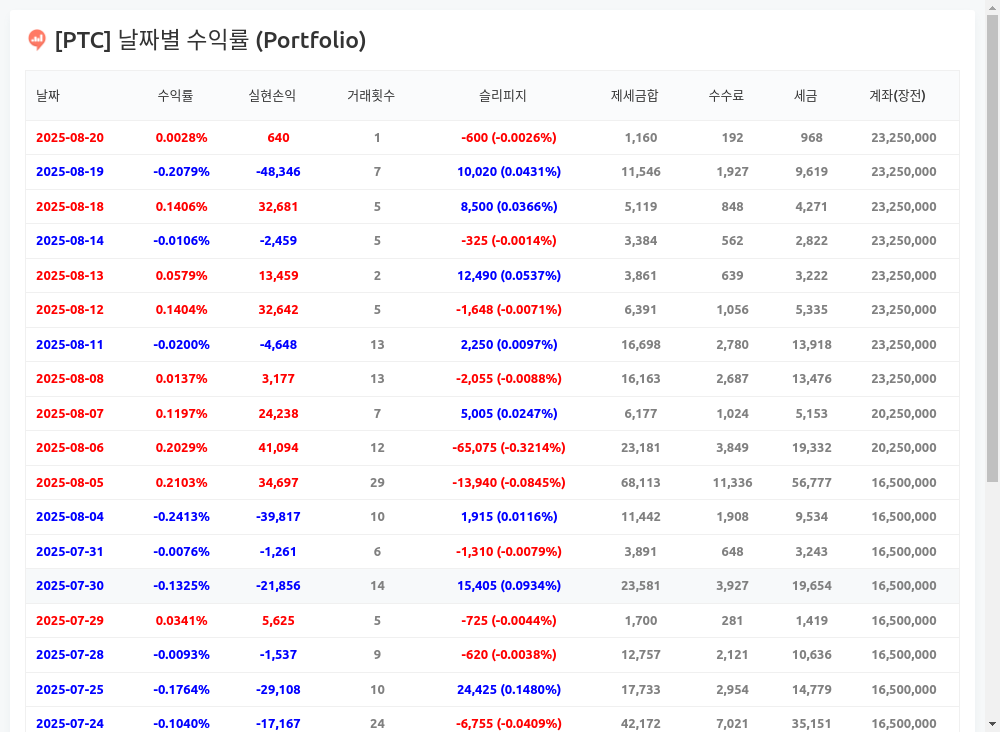 [PTC] 날짜별 수익률 (Portfolio)
날짜 수익률 실현손익 거래횟수 슬리피지 제세금합 수수료 세금 계좌(장전)
2025-08-20 0.0028% 640 1 -600 (-0.0026%) 1,160 192 968 23,250,000
2025-08-19 -0.2079% -48,346 7 10,020 (0.0431%) 11,546 1,927 9,619 23,250,000
2025-08-18 0.1406% 32,681 5 8,500 (0.0366%) 5,119 848 4,271 23,250,000
2025-08-14 -0.0106% -2,459 5 -325 (-0.0014%) 3,384 562 2,822 23,250,000
2025-08-13 0.0579% 13,459 2 12,490 (0.0537%) 3,861 639 3,222 23,250,000
2025-08-12 0.1404% 32,642 5 -1,648 (-0.0071%) 6,391 1,056 5,335 23,250,000
2025-08-11 -0.0200% -4,648 13 2,250 (0.0097%) 16,698 2,780 13,918 23,250,000
2025-08-08 0.0137% 3,177 13 -2,055 (-0.0088%) 16,163 2,687 13,476 23,250,000
2025-08-07 0.1197% 24,238 7 5,005 (0.0247%) 6,177 1,024 5,153 20,250,000
2025-08-06 0.2029% 41,094 12 -65,075 (-0.3214%) 23,181 3,849 19,332 20,250,000
2025-08-05 0.2103% 34,697 29 -13,940 (-0.0845%) 68,113 11,336 56,777 16,500,000
2025-08-04 -0.2413% -39,817 10 1,915 (0.0116%) 11,442 1,908 9,534 16,500,000
2025-07-31 -0.0076% -1,261 6 -1,310 (-0.0079%) 3,891 648 3,243 16,500,000
2025-07-30 -0.1325% -21,856 14 15,405 (0.0934%) 23,581 3,927 19,654 16,500,000
2025-07-29 0.0341% 5,625 5 -725 (-0.0044%) 1,700 281 1,419 16,500,000
2025-07-28 -0.0093% -1,537 9 -620 (-0.0038%) 12,757 2,121 10,636 16,500,000
2025-07-25 -0.1764% -29,108 10 24,425 (0.1480%) 17,733 2,954 14,779 16,500,000
2025-07-24 -0.1040% -17,167 24 -6,755 (-0.0409%) 42,172 7,021 35,151 16,500,000